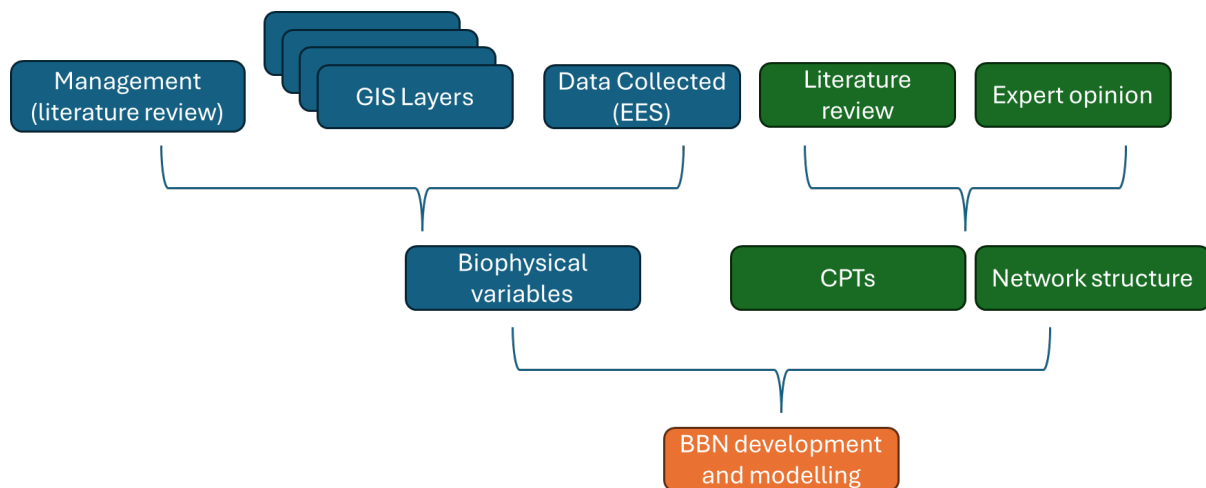 Management
(literature review)
GIS Layers
Data Collected
(EES)
Literature
review
Expert opinion
Biophysical
variables
CPTs
Network structure
BBN development
and modelling